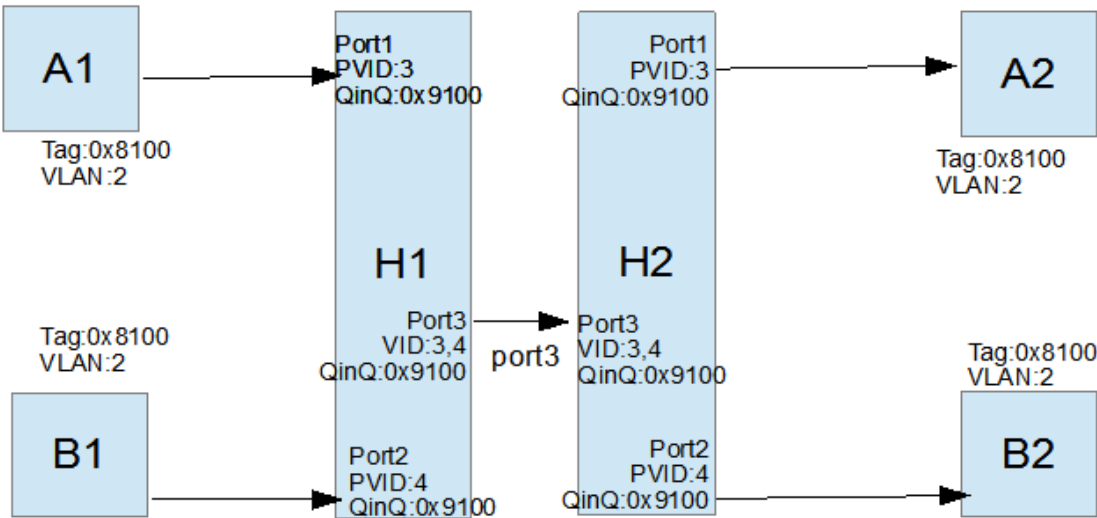 A1
Tag:0x8100
VLAN:2
Port1
PVID:3
QinQ:0x9100
Port1
PVID:3
QinQ:0x9100
A2
Tag:0x8100
VLAN:2
H1
H2
Port3
VID:3,4
QinQ:0x9100
port3
Port3
VID:3,4
QinQ:0x9100
Tag:0x8100
VLAN:2
B1
Port2
PVID:4
QinQ:0x9100
Port2
PVID:4
QinQ:0x9100
Tag:0x8100
VLAN:2
B2